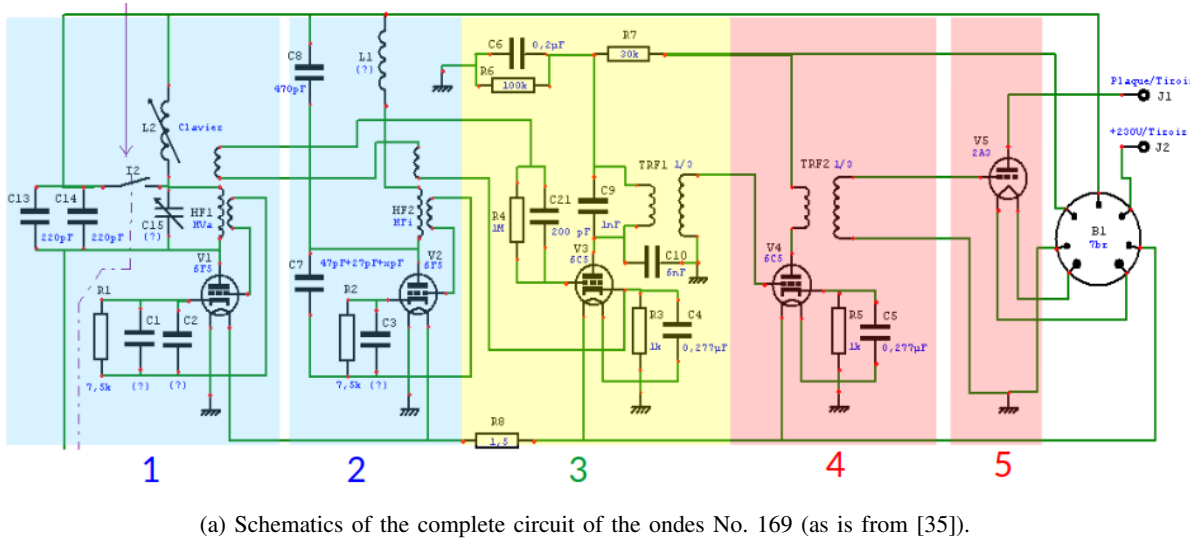 C6
0,2µF
R6
100k
R7
30k
C8
470pF
L1
(?)
L2
Clavier
I2
C13
220pF
C14
220pF
C15
(?)
HF1
MVa
HF2
MFi
V1
6F5
V2
6F5
C7
47pF+27pF+xpF
R1
7,5k
C1
(?)
C2
(?)
R2
7,5k
C3
(?)
R4
1M
C21
200 pF
C9
1nF
TRF1 1/3
C10
6nF
V3
6C5
R3
1k
C4
0,277µF
R8
1,5
TRF2 1/3
V4
6C5
R5
1k
C5
0,277µF
V5
2A3
Plaque/Tiroir
J1
+230V/Tiroir
J2
B1
7br
1
2
3
4
5
(a) Schematics of the complete circuit of the ondes No. 169 (as is from [35]).